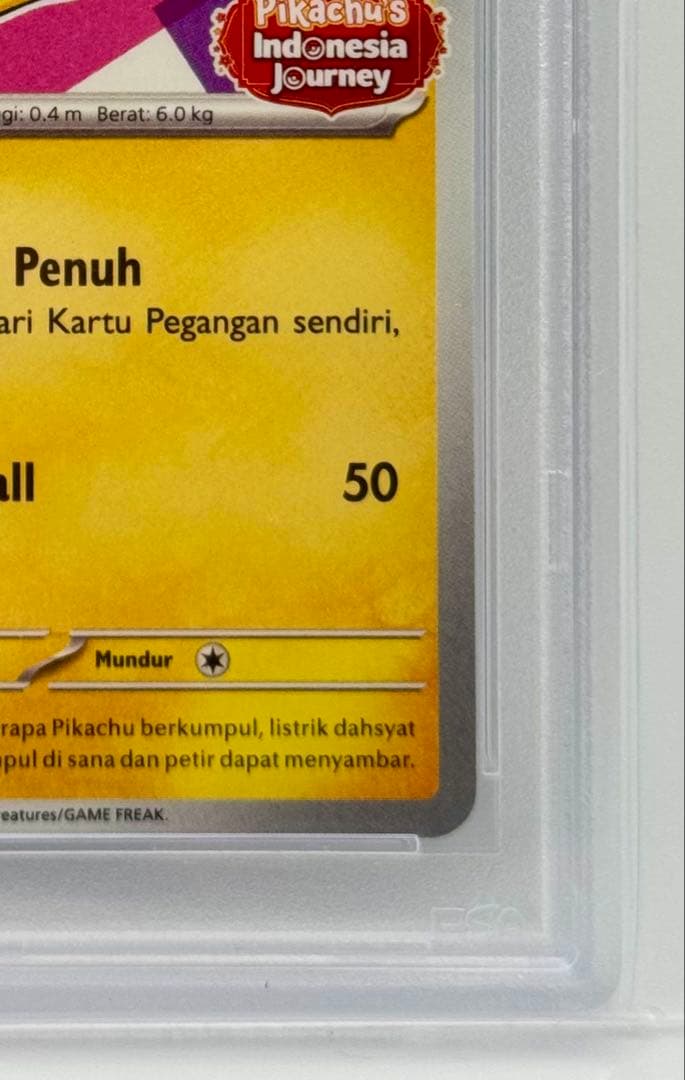 Pikachu's
Indonesia
Journey
gi: 0.4 m Berat: 6.0 kg
Penuh
ari Kartu Pegangan sendiri,
all 50
Mundur
rapa Pikachu berkumpul, listrik dahsyat
pul di sana dan petir dapat menyambar.
eatures/GAME FREAK.